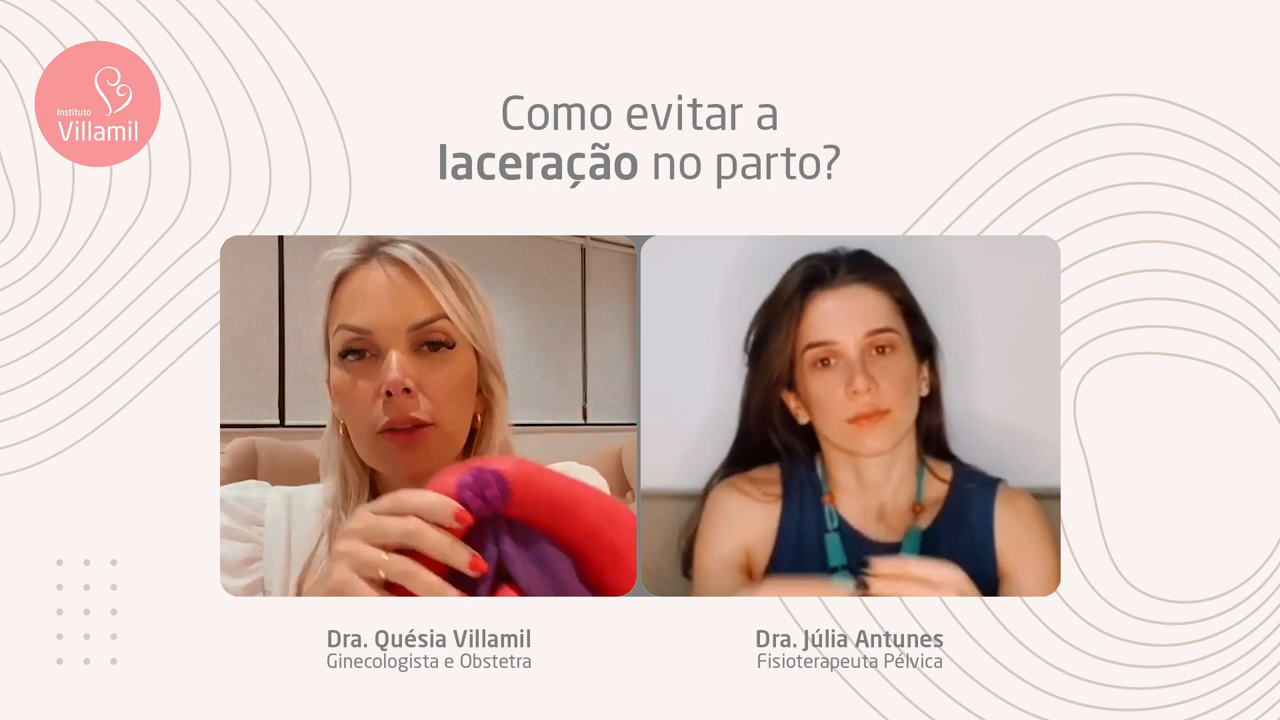 Instituto
Villamil
Como evitar a
laceração no parto?
Dra. Quésia Villamil
Ginecologista e Obstetra
Dra. Júlia Antunes
Fisioterapeuta Pélvica